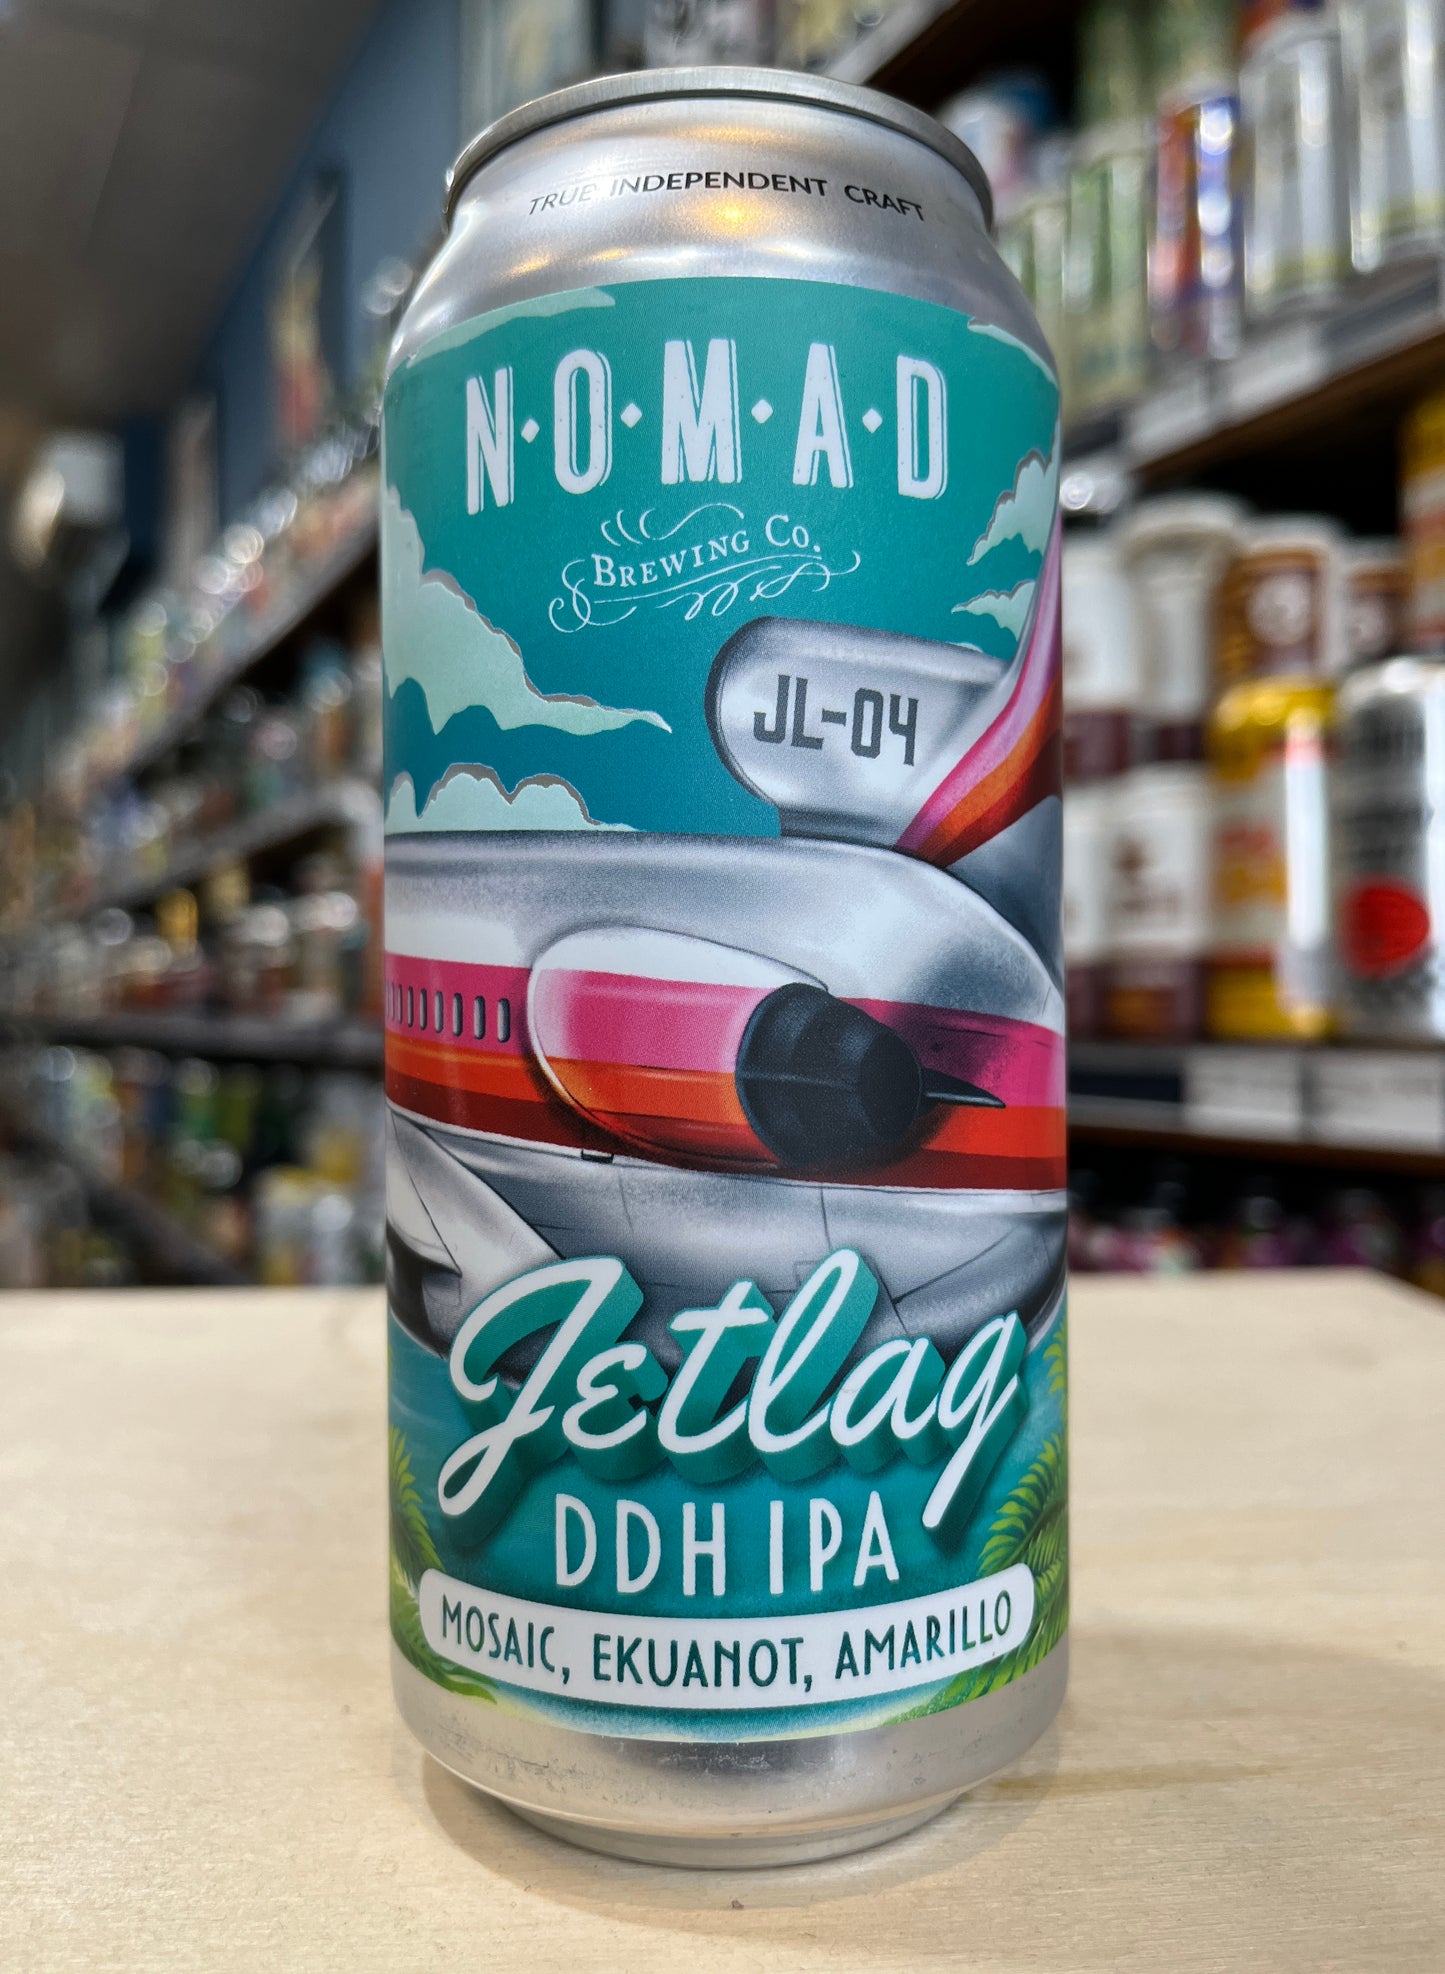 TRUE INDEPENDENT CRAFT
N·O·M·A·D
BREWING CO.
JL-04
Jetlag
DDH IPA
MOSAIC, EKUANOT, AMARILLO